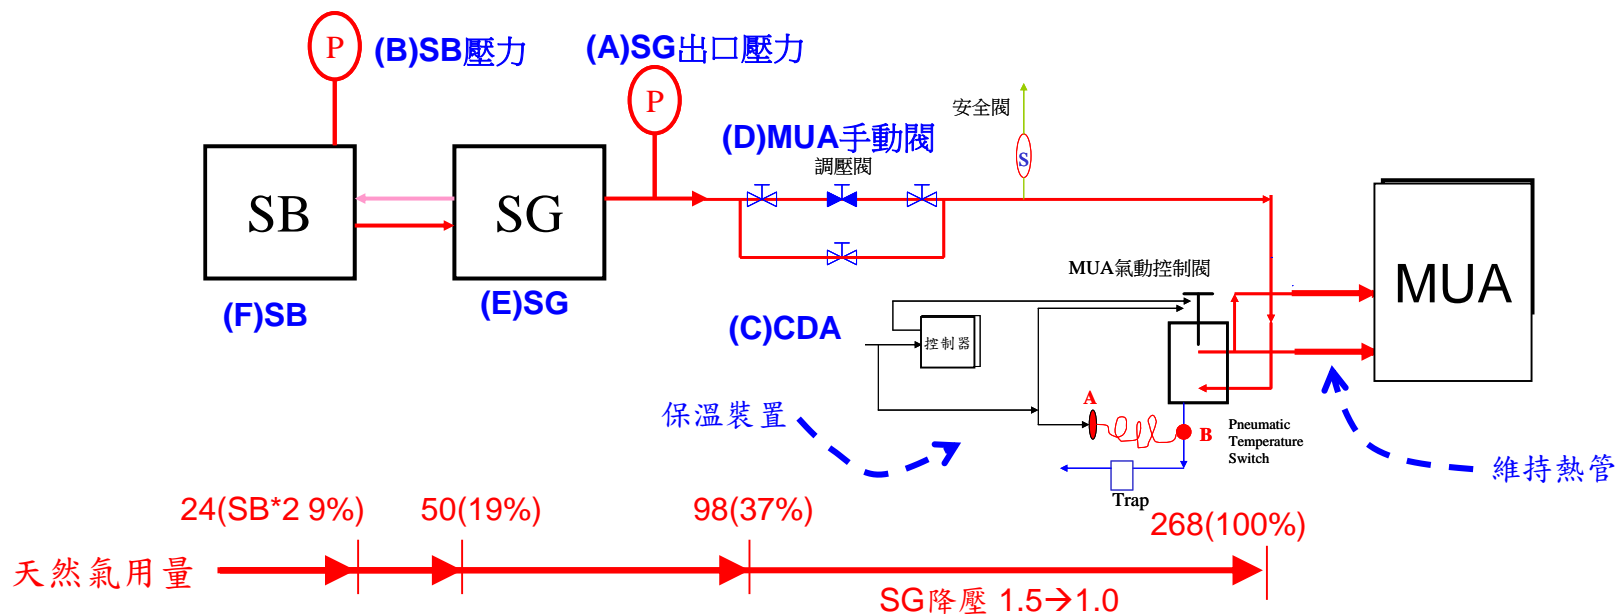 P
(B)SB壓力
(A)SG出口壓力
P
安全閥
(D)MUA手動閥
調壓閥
S
SB
SG
MUA
MUA氣動控制閥
(F)SB
(E)SG
(C)CDA
控制器
保溫裝置
A
B
Pneumatic
Temperature
Switch
維持熱管
Trap
24(SB*2 9%)
50(19%)
98(37%)
268(100%)
天然氣用量
SG降壓 1.5→1.0